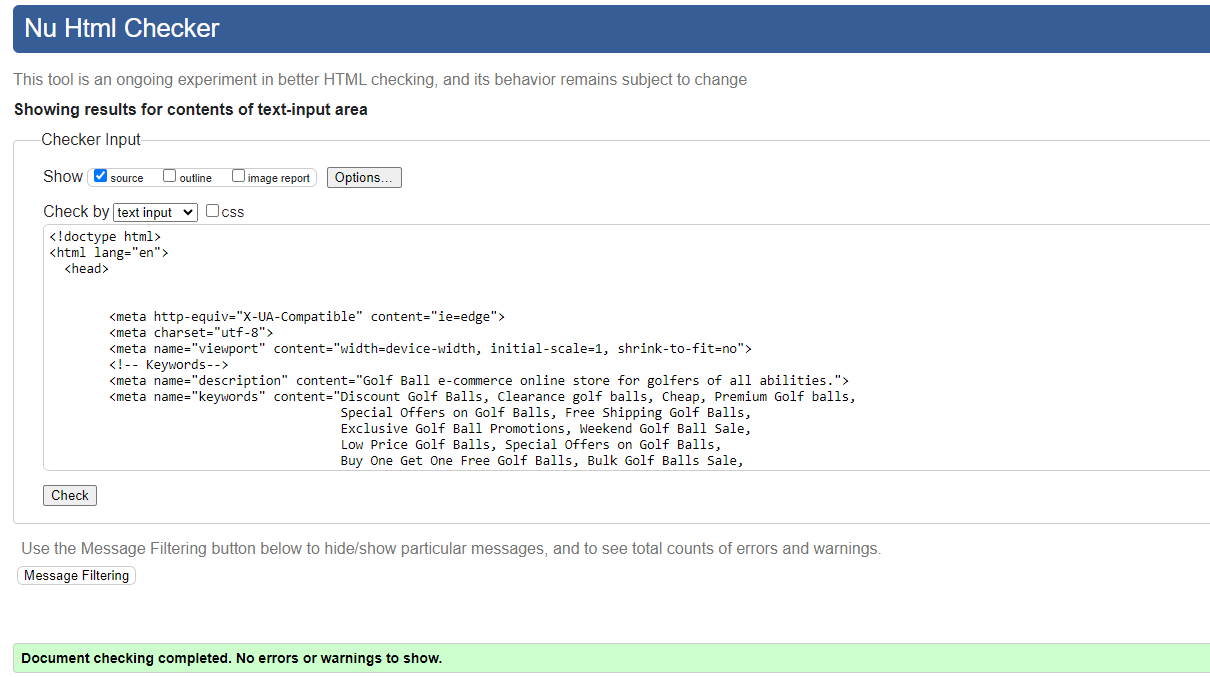 Nu Html Checker
This tool is an ongoing experiment in better HTML checking, and its behavior remains subject to change
Showing results for contents of text-input area
Checker Input
Show source outline image report Options...
Check by text input css
<!doctype html>
<html lang="en">
<head>
<meta http-equiv="X-UA-Compatible" content="ie=edge">
<meta charset="utf-8">
<meta name="viewport" content="width=device-width, initial-scale=1, shrink-to-fit=no">
<!-- Keywords-->
<meta name="description" content="Golf Ball e-commerce online store for golfers of all abilities.">
<meta name="keywords" content="Discount Golf Balls, Clearance golf balls, Cheap, Premium Golf balls,
Special Offers on Golf Balls, Free Shipping Golf Balls,
Exclusive Golf Ball Promotions, Weekend Golf Ball Sale,
Low Price Golf Balls, Special Offers on Golf Balls,
Buy One Get One Free Golf Balls, Bulk Golf Balls Sale,
Check
Use the Message Filtering button below to hide/show particular messages, and to see total counts of errors and warnings.
Message Filtering
Document checking completed. No errors or warnings to show.